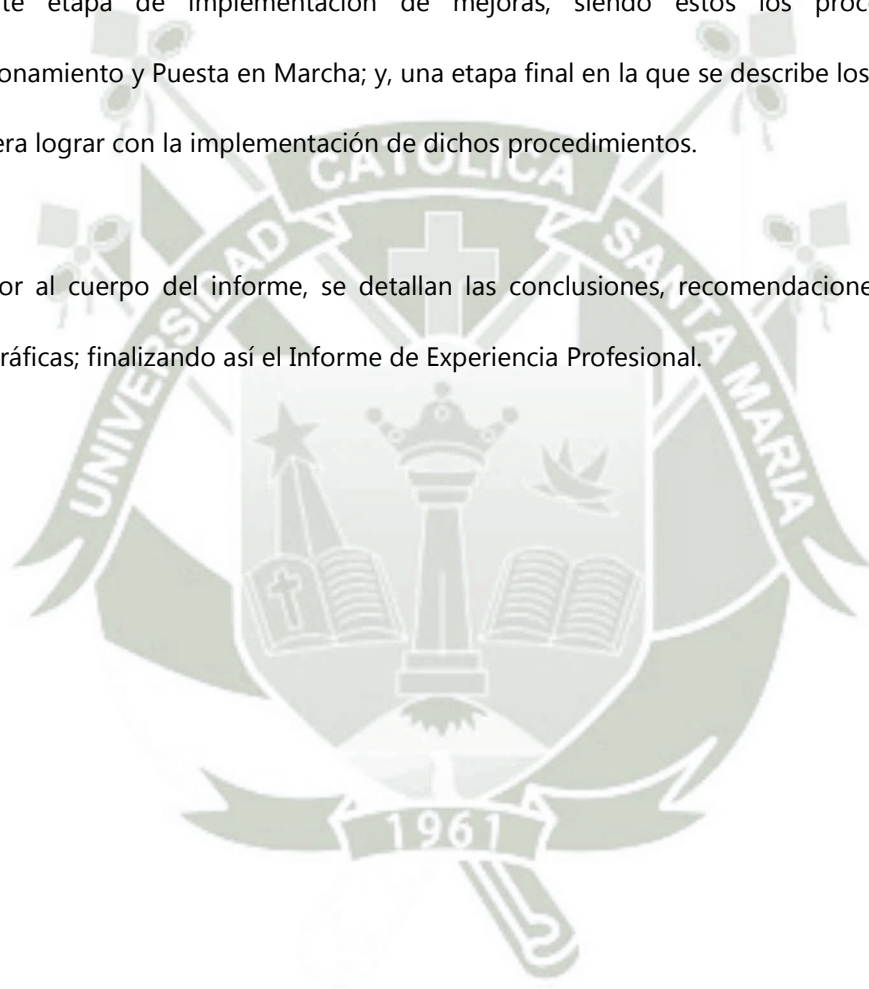 te etapa de implementación de mejoras, siendo estos los proc
onamiento y Puesta en Marcha; y, una etapa final en la que se describe los
era lograr con la implementación de dichos procedimientos.
or al cuerpo del informe, se detallan las conclusiones, recomendacione
ráficas; finalizando así el Informe de Experiencia Profesional.
UNIVERSIDAD CATOLICA SANTA MARIA
1961